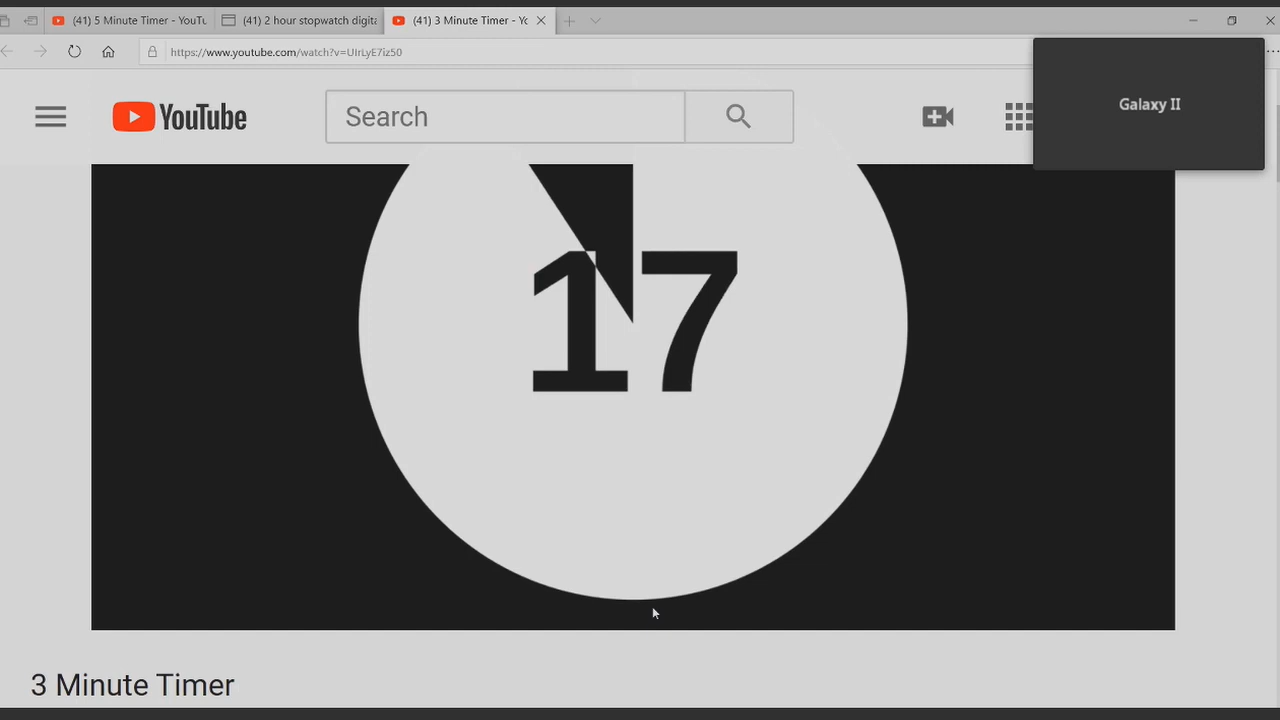 (41) 5 Minute Timer - YouTu
(41) 2 hour stopwatch digita
(41) 3 Minute Timer - Yo
https://www.youtube.com/watch?v=UIrLyE7iz50
YouTube
Search
Galaxy II
17
3 Minute Timer